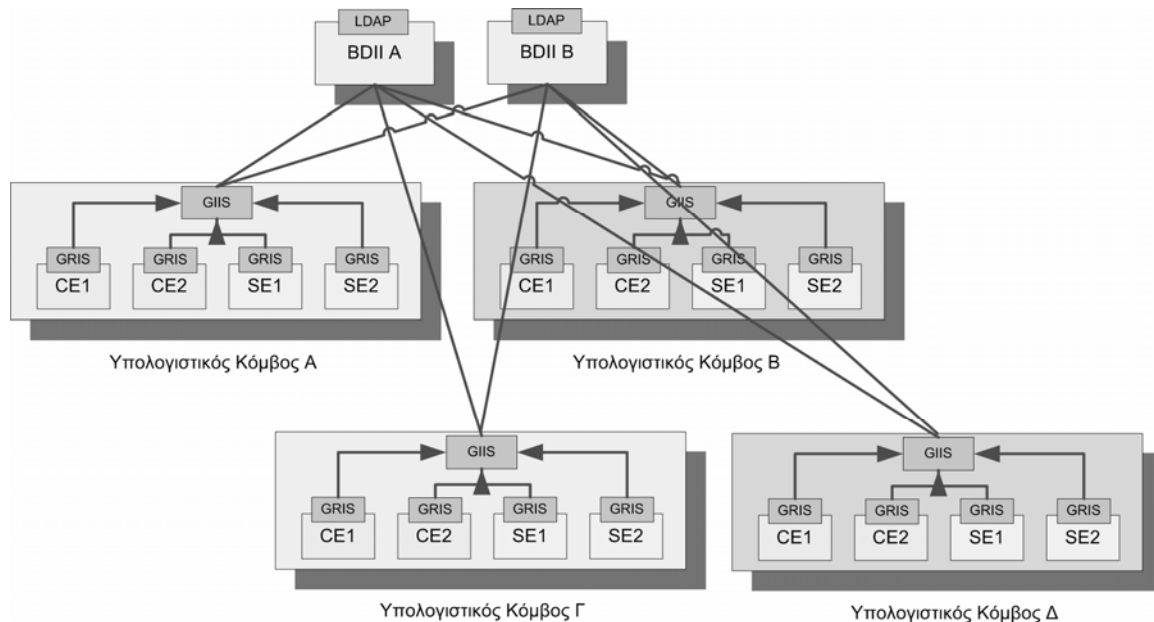 LDAP LDAP
BDII A BDII B
GIIS GIIS
GRIS GRIS GRIS GRIS GRIS GRIS GRIS GRIS
CE1 CE2 SE1 SE2 CE1 CE2 SE1 SE2
Υπολογιστικός Κόμβος Α Υπολογιστικός Κόμβος Β
GIIS GIIS
GRIS GRIS GRIS GRIS GRIS GRIS GRIS GRIS
CE1 CE2 SE1 SE2 CE1 CE2 SE1 SE2
Υπολογιστικός Κόμβος Γ Υπολογιστικός Κόμβος Δ